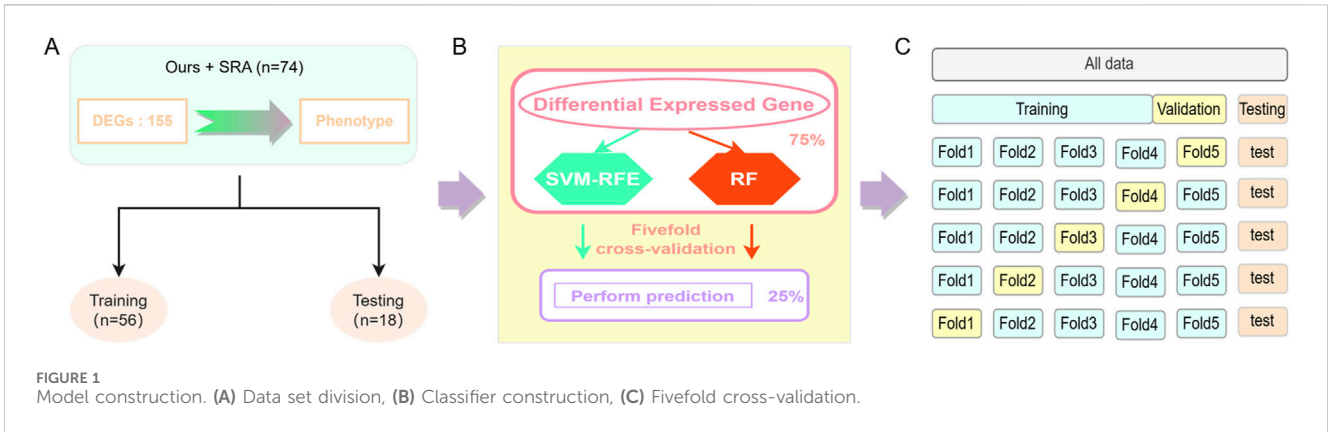 A
Ours + SRA (n=74)
DEGs : 155
Phenotype
Training
(n=56)
Testing
(n=18)
B
Differential Expressed Gene
75%
SVM-RFE
RF
Fivefold
cross-validation
Perform prediction
25%
C
All data
Training Validation Testing
Fold1 Fold2 Fold3 Fold4 Fold5 test
Fold1 Fold2 Fold3 Fold4 Fold5 test
Fold1 Fold2 Fold3 Fold4 Fold5 test
Fold1 Fold2 Fold3 Fold4 Fold5 test
Fold1 Fold2 Fold3 Fold4 Fold5 test
FIGURE 1
Model construction. (A) Data set division, (B) Classifier construction, (C) Fivefold cross-validation.